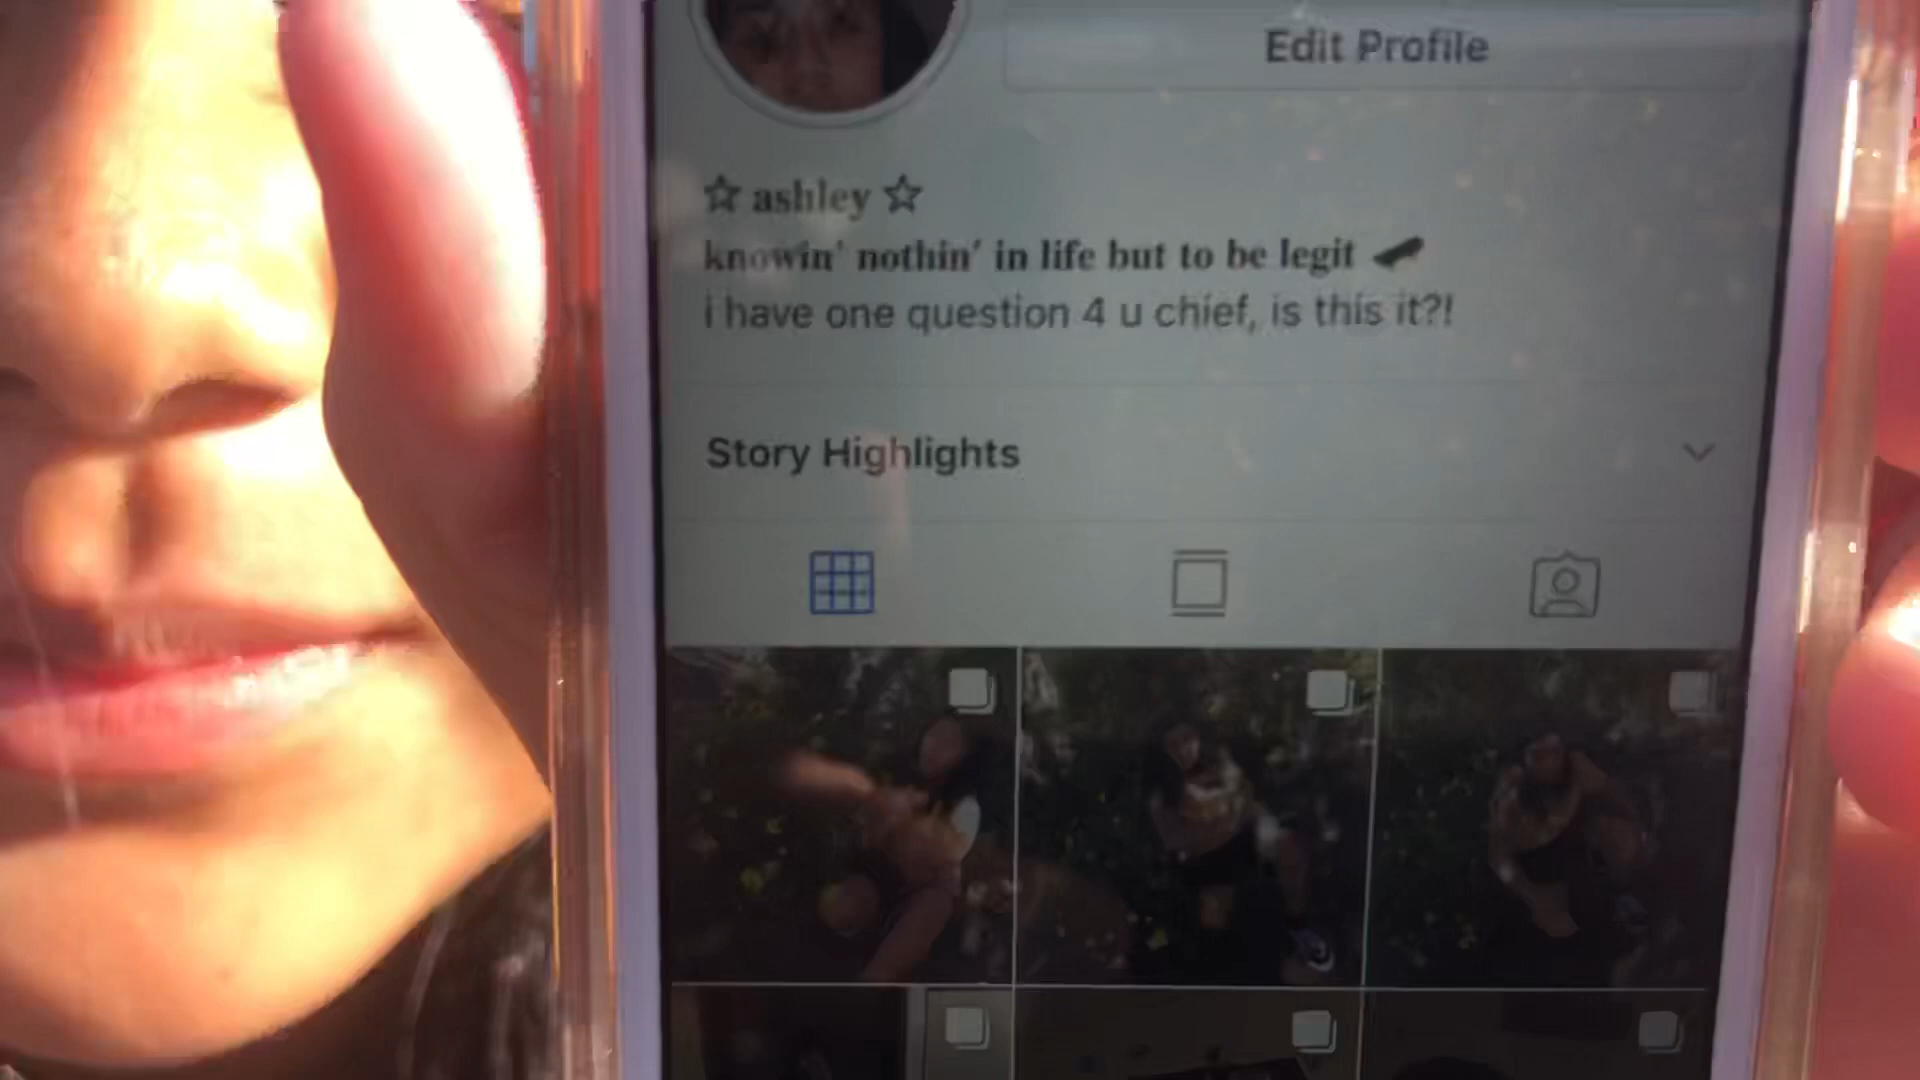 Edit Profile
☆ ashley ☆
knowin' nothin' in life but to be legit
i have one question 4 u chief, is this it?!
Story Highlights